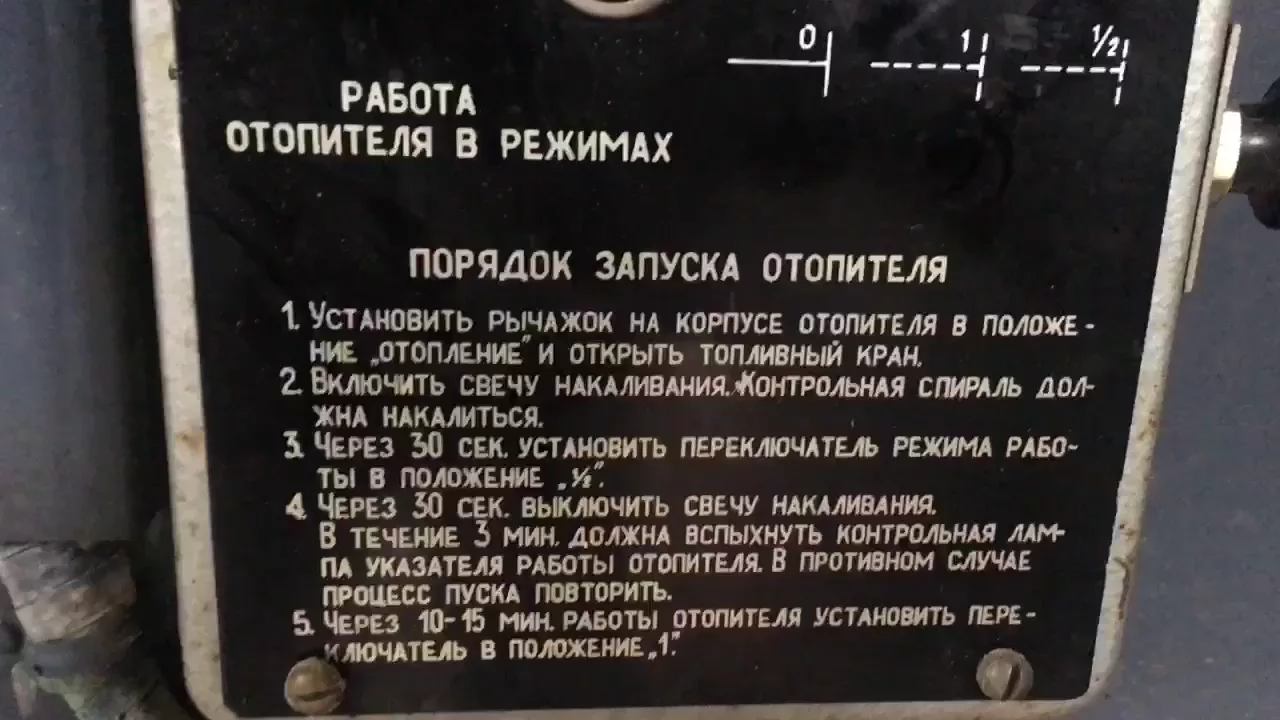 0 1 1/2
РАБОТА
ОТОПИТЕЛЯ В РЕЖИМАХ
ПОРЯДОК ЗАПУСКА ОТОПИТЕЛЯ
1. УСТАНОВИТЬ РЫЧАЖОК НА КОРПУСЕ ОТОПИТЕЛЯ В ПОЛОЖЕ-
НИЕ „ОТОПЛЕНИЕ" И ОТКРЫТЬ ТОПЛИВНЫЙ КРАН.
2. ВКЛЮЧИТЬ СВЕЧУ НАКАЛИВАНИЯ. КОНТРОЛЬНАЯ СПИРАЛЬ ДОЛ-
ЖНА НАКАЛИТЬСЯ.
3. ЧЕРЕЗ 30 СЕК. УСТАНОВИТЬ ПЕРЕКЛЮЧАТЕЛЬ РЕЖИМА РАБО-
ТЫ В ПОЛОЖЕНИЕ „½".
4. ЧЕРЕЗ 30 СЕК. ВЫКЛЮЧИТЬ СВЕЧУ НАКАЛИВАНИЯ.
В ТЕЧЕНИЕ 3 МИН. ДОЛЖНА ВСПЫХНУТЬ КОНТРОЛЬНАЯ ЛАМ-
ПА УКАЗАТЕЛЯ РАБОТЫ ОТОПИТЕЛЯ. В ПРОТИВНОМ СЛУЧАЕ
ПРОЦЕСС ПУСКА ПОВТОРИТЬ.
5. ЧЕРЕЗ 10-15 МИН. РАБОТЫ ОТОПИТЕЛЯ УСТАНОВИТЬ ПЕРЕ-
КЛЮЧАТЕЛЬ В ПОЛОЖЕНИЕ „1".